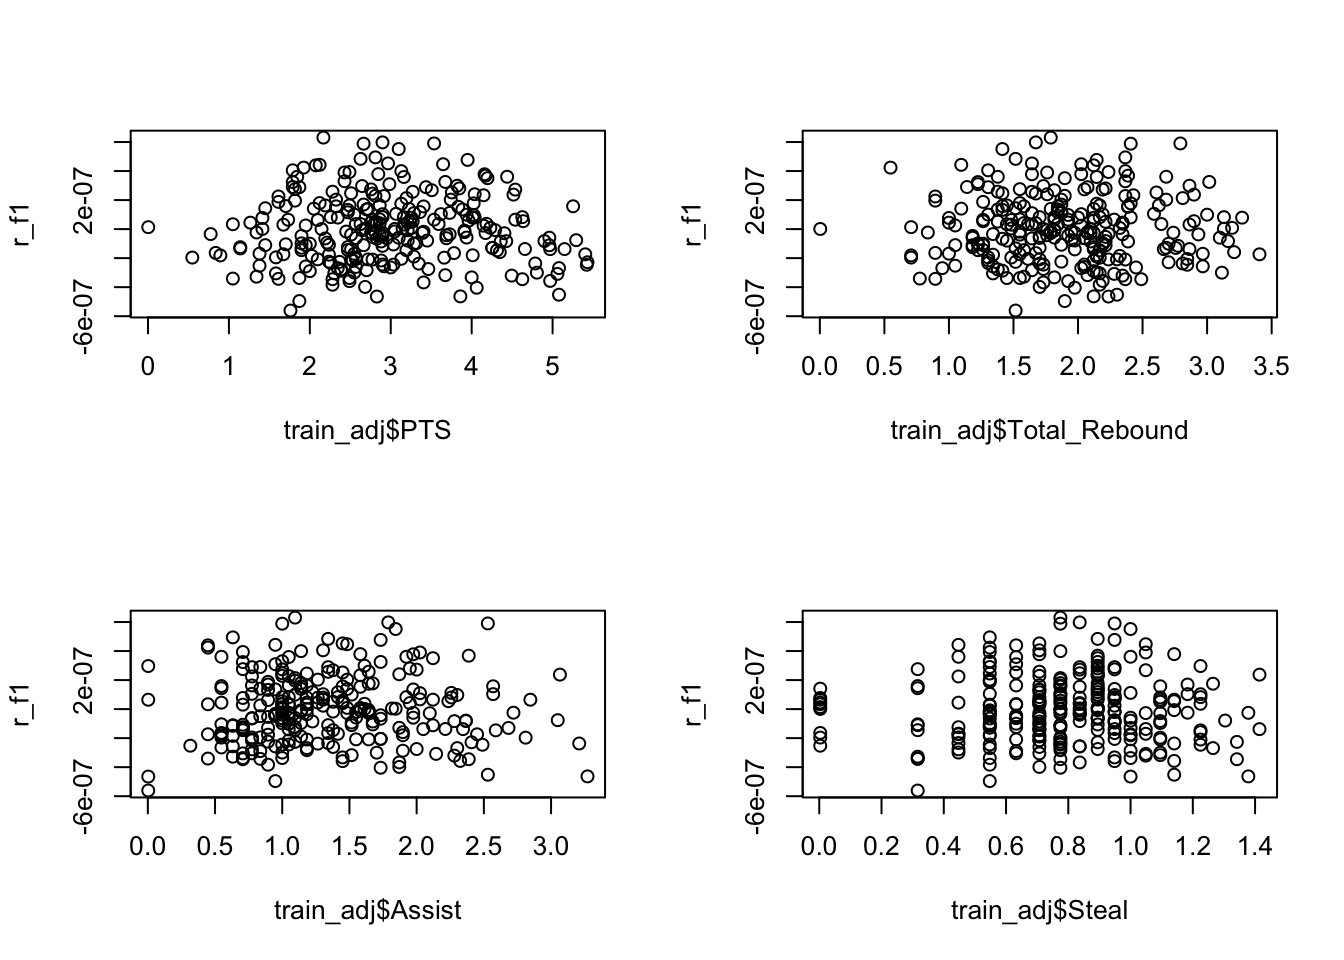 r_f1
2e-07
-6e-07
0 1 2 3 4 5
train_adj$PTS
r_f1
2e-07
-6e-07
0.0 0.5 1.0 1.5 2.0 2.5 3.0 3.5
train_adj$Total_Rebound
r_f1
2e-07
-6e-07
0.0 0.5 1.0 1.5 2.0 2.5 3.0
train_adj$Assist
r_f1
2e-07
-6e-07
0.0 0.2 0.4 0.6 0.8 1.0 1.2 1.4
train_adj$Steal